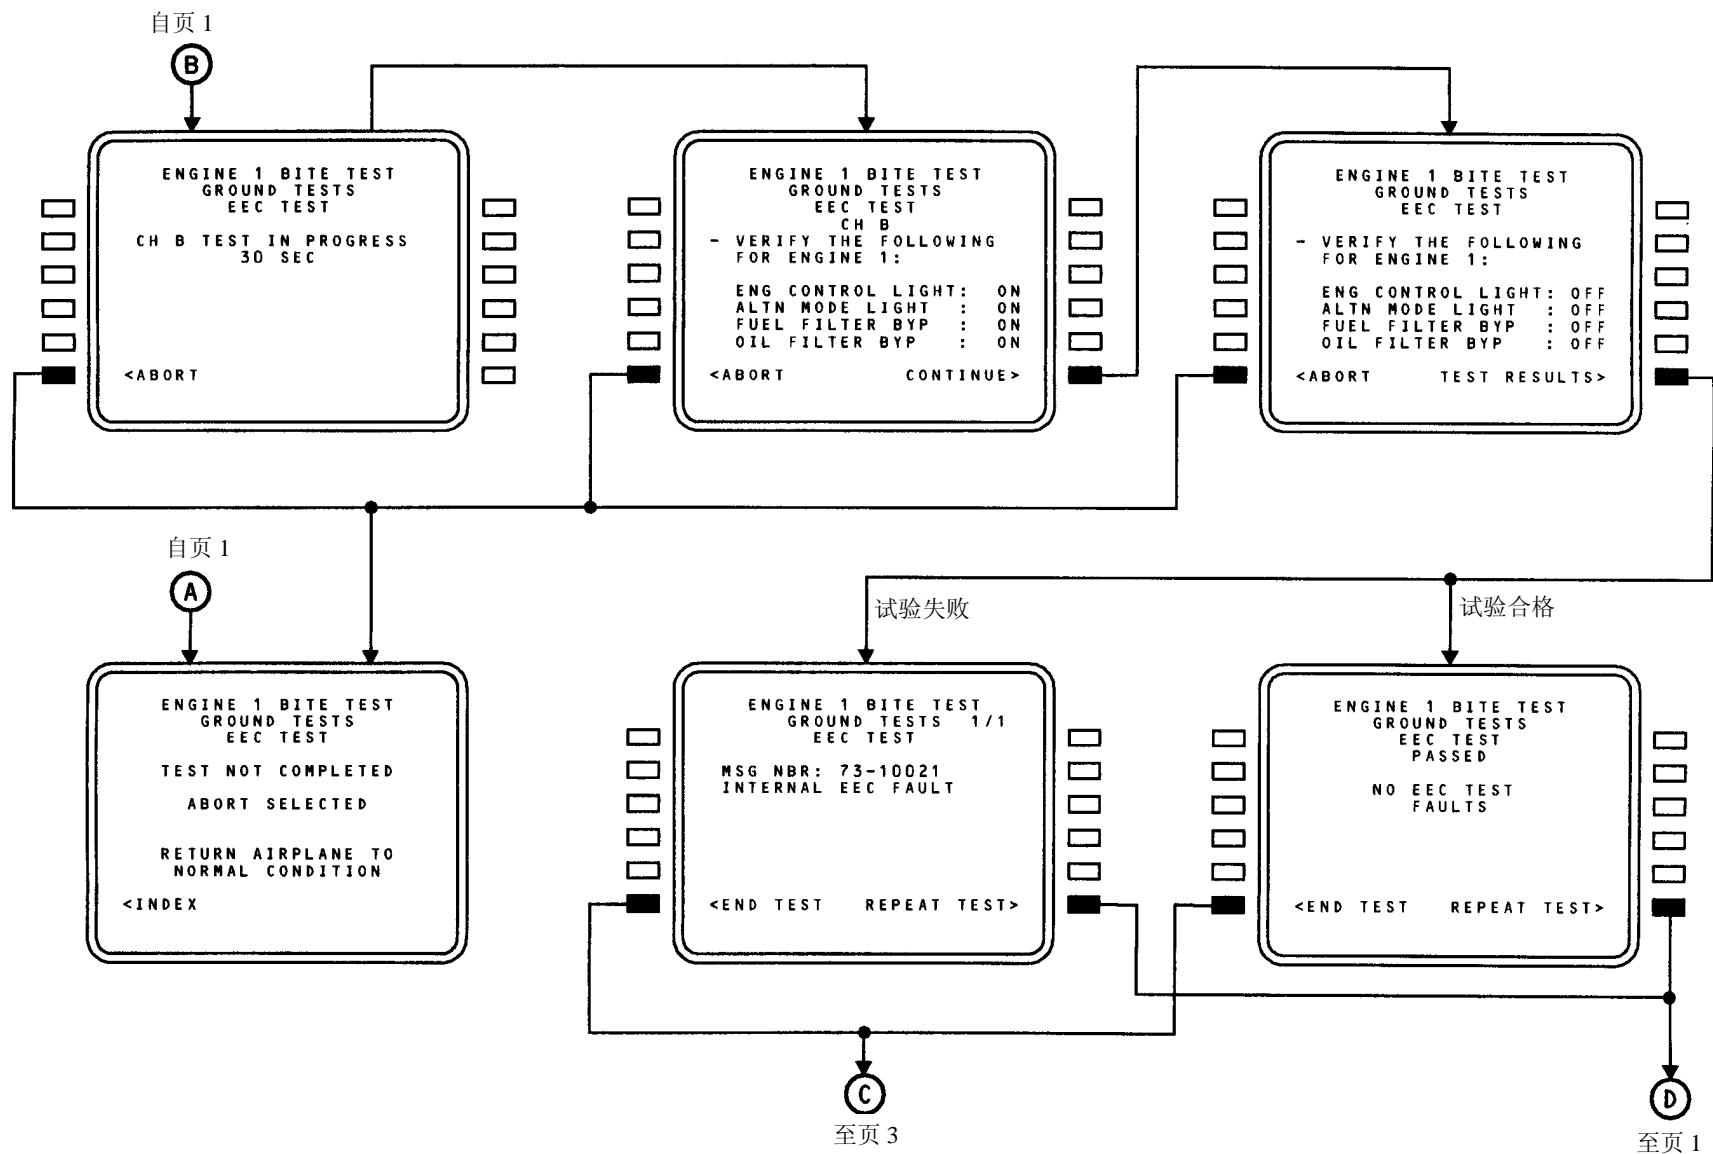 自页 1
B
ENGINE 1 BITE TEST
GROUND TESTS
EEC TEST
CH B TEST IN PROGRESS
30 SEC
<ABORT
ENGINE 1 BITE TEST
GROUND TESTS
EEC TEST
CH B
- VERIFY THE FOLLOWING
FOR ENGINE 1:
ENG CONTROL LIGHT: ON
ALTN MODE LIGHT : ON
FUEL FILTER BYP : ON
OIL FILTER BYP : ON
<ABORT CONTINUE>
ENGINE 1 BITE TEST
GROUND TESTS
EEC TEST
- VERIFY THE FOLLOWING
FOR ENGINE 1:
ENG CONTROL LIGHT: OFF
ALTN MODE LIGHT : OFF
FUEL FILTER BYP : OFF
OIL FILTER BYP : OFF
<ABORT TEST RESULTS>
自页 1
A
试验失败
试验合格
ENGINE 1 BITE TEST
GROUND TESTS
EEC TEST
TEST NOT COMPLETED
ABORT SELECTED
RETURN AIRPLANE TO
NORMAL CONDITION
<INDEX
ENGINE 1 BITE TEST
GROUND TESTS 1/1
EEC TEST
MSG NBR: 73-10021
INTERNAL EEC FAULT
<END TEST REPEAT TEST>
ENGINE 1 BITE TEST
GROUND TESTS
EEC TEST
PASSED
NO EEC TEST
FAULTS
<END TEST REPEAT TEST>
C
至页 3
D
至页 1